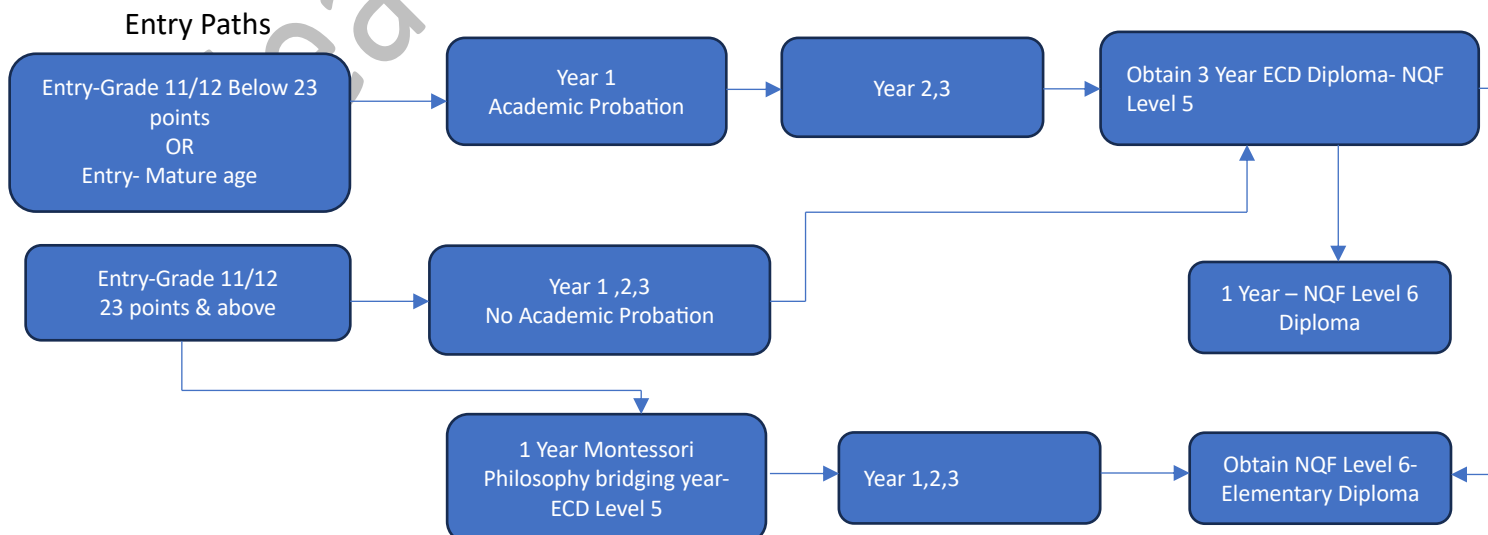 Entry Paths
Entry-Grade 11/12 Below 23
points
OR
Entry- Mature age
Year 1
Academic Probation
Year 2,3
Obtain 3 Year ECD Diploma- NQF
Level 5
Entry-Grade 11/12
23 points & above
Year 1 ,2,3
No Academic Probation
1 Year – NQF Level 6
Diploma
1 Year Montessori
Philosophy bridging year-
ECD Level 5
Year 1,2,3
Obtain NQF Level 6-
Elementary Diploma